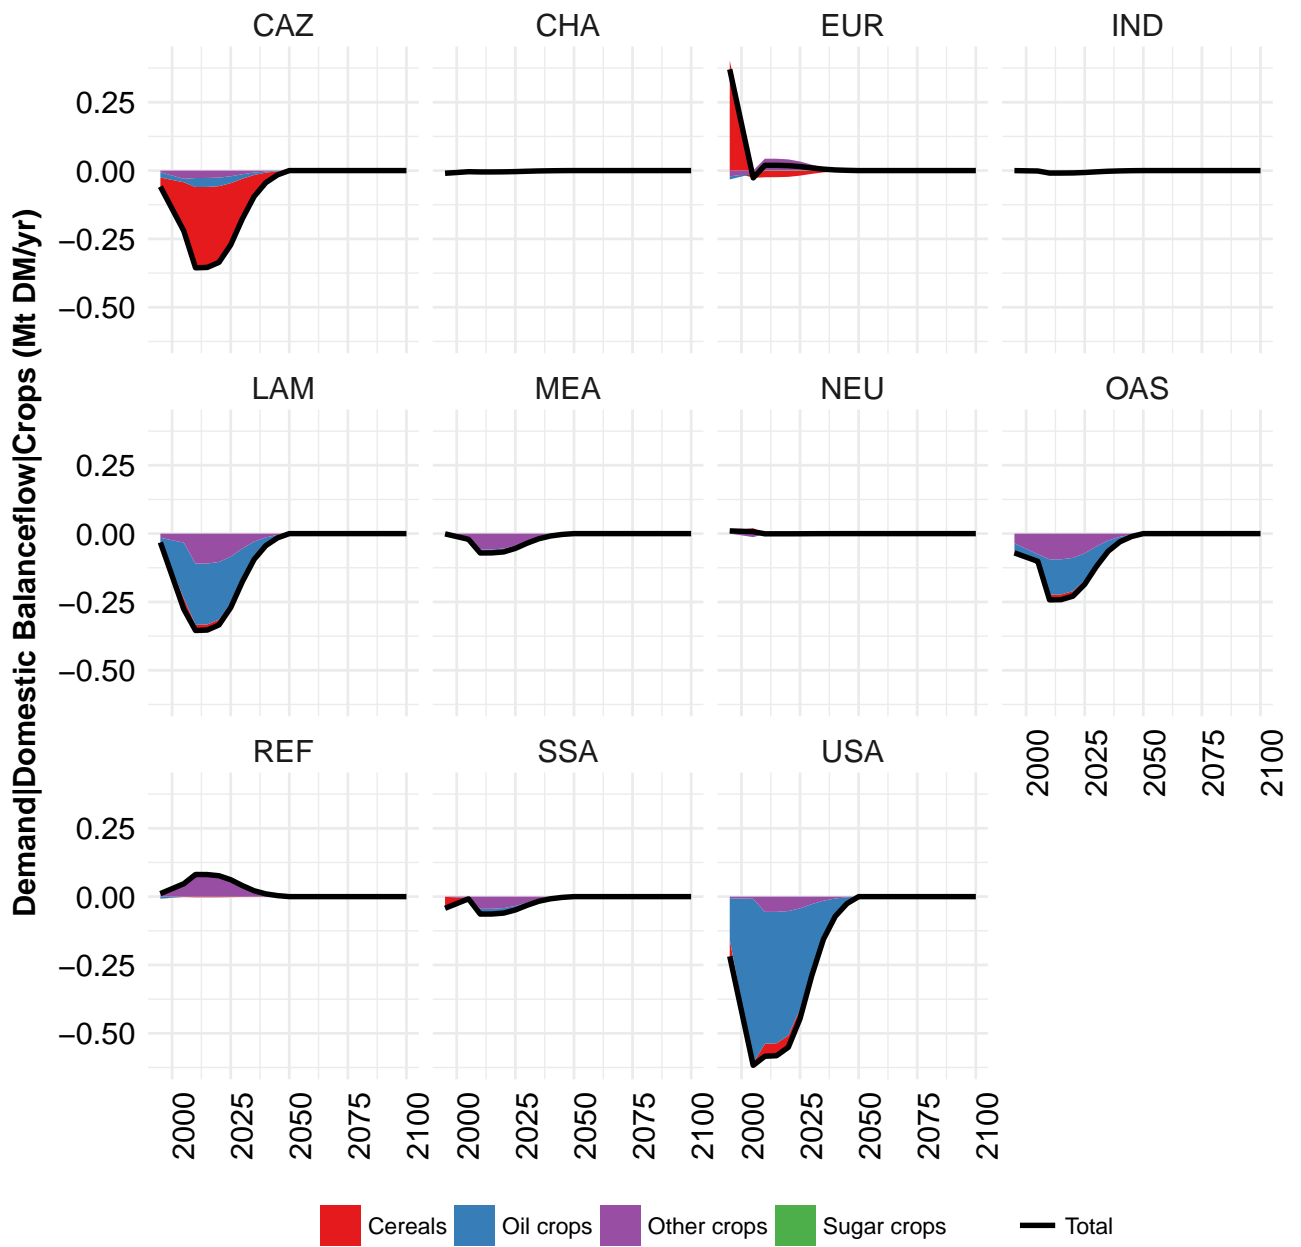 CAZ CHA EUR IND
0.25
0.00
−0.25
−0.50
LAM MEA NEU OAS
0.25
0.00
−0.25
−0.50
2000 2025 2050 2075 2100
REF SSA USA
0.25
0.00
−0.25
−0.50
2000 2025 2050 2075 2100 2000 2025 2050 2075 2100 2000 2025 2050 2075 2100
Demand|Domestic Balanceflow|Crops (Mt DM/yr)
Cereals Oil crops Other crops Sugar crops Total